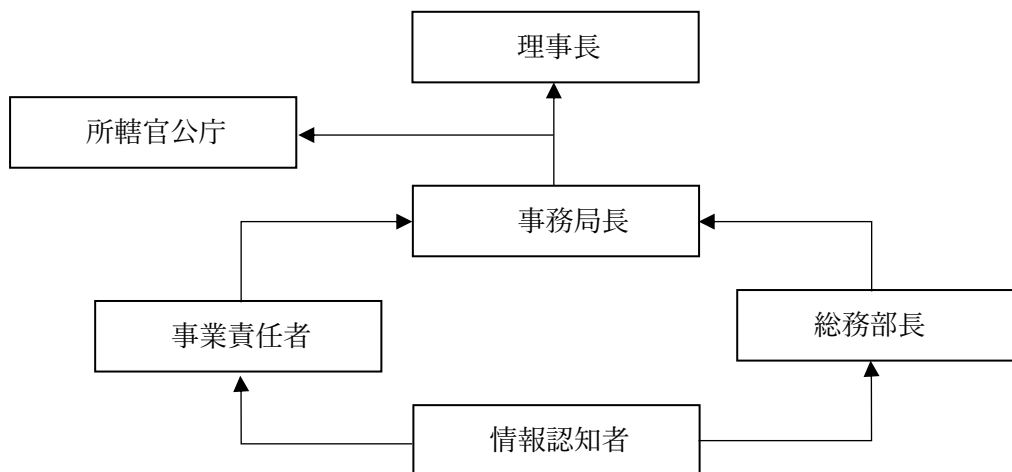 理事長
所轄官公庁
事務局長
事業責任者
総務部長
情報認知者